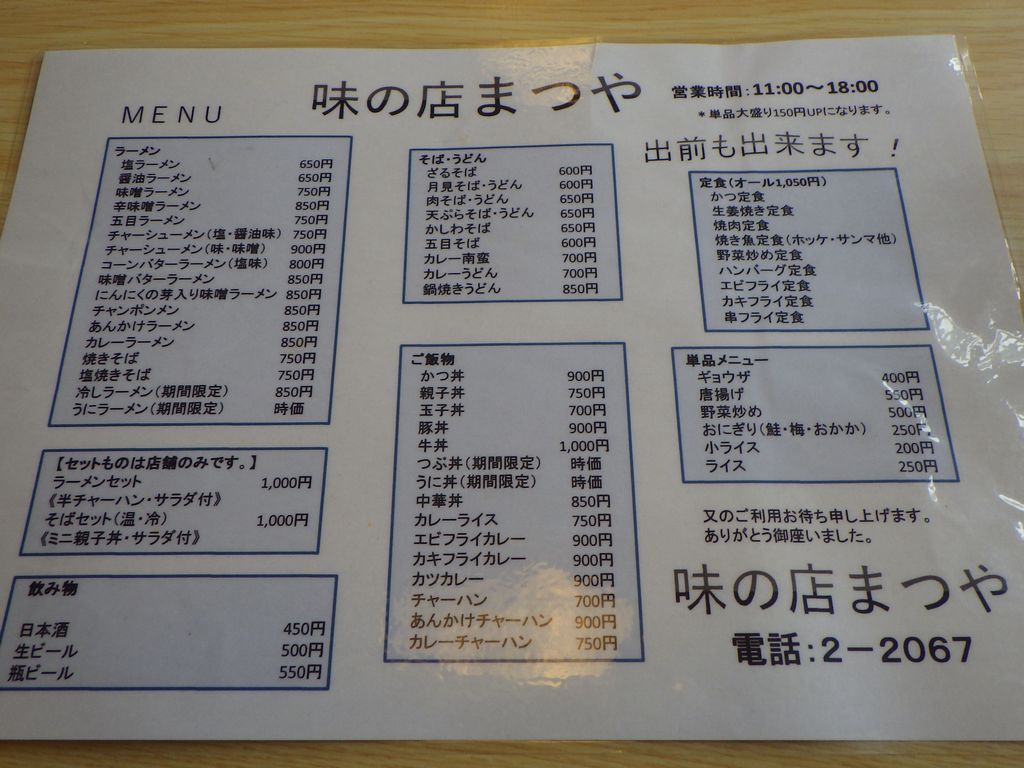 MENU
味の店まつや
営業時間：11:00～18:00
＊単品大盛り150円UPになります。
出前も出来ます！
ラーメン
塩ラーメン 650円
醤油ラーメン 650円
味噌ラーメン 750円
辛味噌ラーメン 850円
五目ラーメン 750円
チャーシューメン（塩・醤油味） 750円
チャーシューメン（味・味噌） 900円
コーンバターラーメン（塩味） 800円
味噌バターラーメン 850円
にんにくの芽入り味噌ラーメン 850円
チャンポンメン 850円
あんかけラーメン 850円
カレーラーメン 850円
焼きそば 750円
塩焼きそば 750円
冷しラーメン（期間限定） 850円
うにラーメン（期間限定） 時価
【セットものは店舗のみです。】
ラーメンセット 1,000円
《半チャーハン・サラダ付》
そばセット（温・冷） 1,000円
《ミニ親子丼・サラダ付》
飲み物
日本酒 450円
生ビール 500円
瓶ビール 550円
そば・うどん
ざるそば 600円
月見そば・うどん 600円
肉そば・うどん 650円
天ぷらそば・うどん 650円
かしわそば 650円
五目そば 600円
カレー南蛮 700円
カレーうどん 700円
鍋焼きうどん 850円
ご飯物
かつ丼 900円
親子丼 750円
玉子丼 700円
豚丼 900円
牛丼 1,000円
つぶ丼（期間限定） 時価
うに丼（期間限定） 時価
中華丼 850円
カレーライス 750円
エビフライカレー 900円
カキフライカレー 900円
カツカレー 900円
チャーハン 700円
あんかけチャーハン 900円
カレーチャーハン 750円
定食（オール1,050円）
かつ定食
生姜焼き定食
焼肉定食
焼き魚定食（ホッケ・サンマ他）
野菜炒め定食
ハンバーグ定食
エビフライ定食
カキフライ定食
串フライ定食
単品メニュー
ギョウザ 400円
唐揚げ 550円
野菜炒め 500円
おにぎり（鮭・梅・おかか） 250円
小ライス 200円
ライス 250円
又のご利用お待ち申し上げます。
ありがとう御座いました。
味の店まつや
電話：2－2067